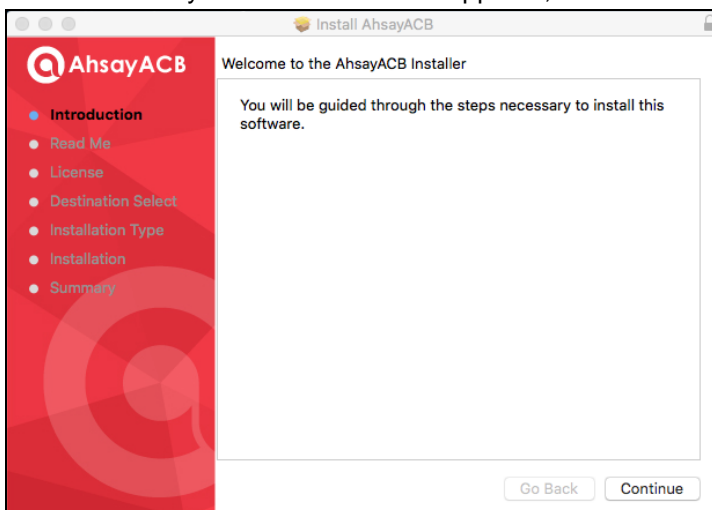 Install AhsayACB
AhsayACB
Welcome to the AhsayACB Installer
Introduction
Read Me
License
Destination Select
Installation Type
Installation
Summary
You will be guided through the steps necessary to install this
software.
Go Back
Continue